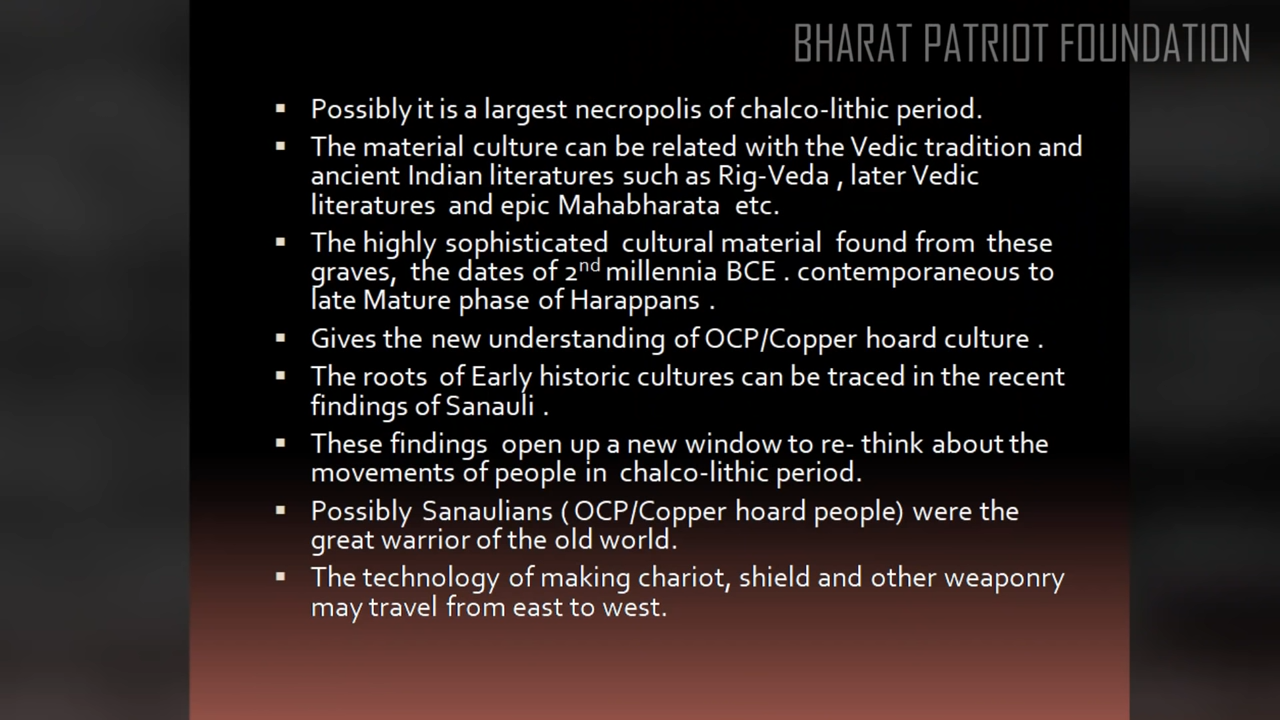 BHARAT PATRIOT FOUNDATION
▪ Possibly it is a largest necropolis of chalco-lithic period.
▪ The material culture can be related with the Vedic tradition and
ancient Indian literatures such as Rig-Veda , later Vedic
literatures and epic Mahabharata etc.
▪ The highly sophisticated cultural material found from these
graves, the dates of 2nd millennia BCE . contemporaneous to
late Mature phase of Harappans .
▪ Gives the new understanding of OCP/Copper hoard culture .
▪ The roots of Early historic cultures can be traced in the recent
findings of Sanauli .
▪ These findings open up a new window to re- think about the
movements of people in chalco-lithic period.
▪ Possibly Sanaulians ( OCP/Copper hoard people) were the
great warrior of the old world.
▪ The technology of making chariot, shield and other weaponry
may travel from east to west.